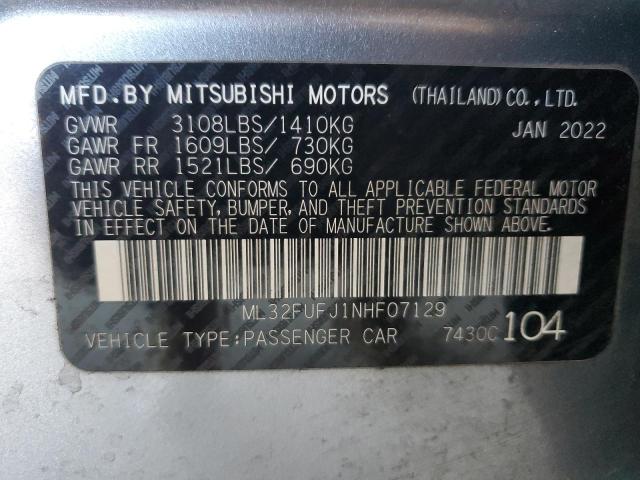 MFD.BY MITSUBISHI MOTORS (THAILAND)CO.,LTD.
GVWR 3108LBS/1410KG JAN 2022
GAWR FR 1609LBS/ 730KG
GAWR RR 1521LBS/ 690KG
THIS VEHICLE CONFORMS TO ALL APPLICABLE FEDERAL MOTOR
VEHICLE SAFETY, BUMPER, AND THEFT PREVENTION STANDARDS
IN EFFECT ON THE DATE OF MANUFACTURE SHOWN ABOVE.
ML32FUFJ1NHF07129
VEHICLE TYPE:PASSENGER CAR 7430C 104